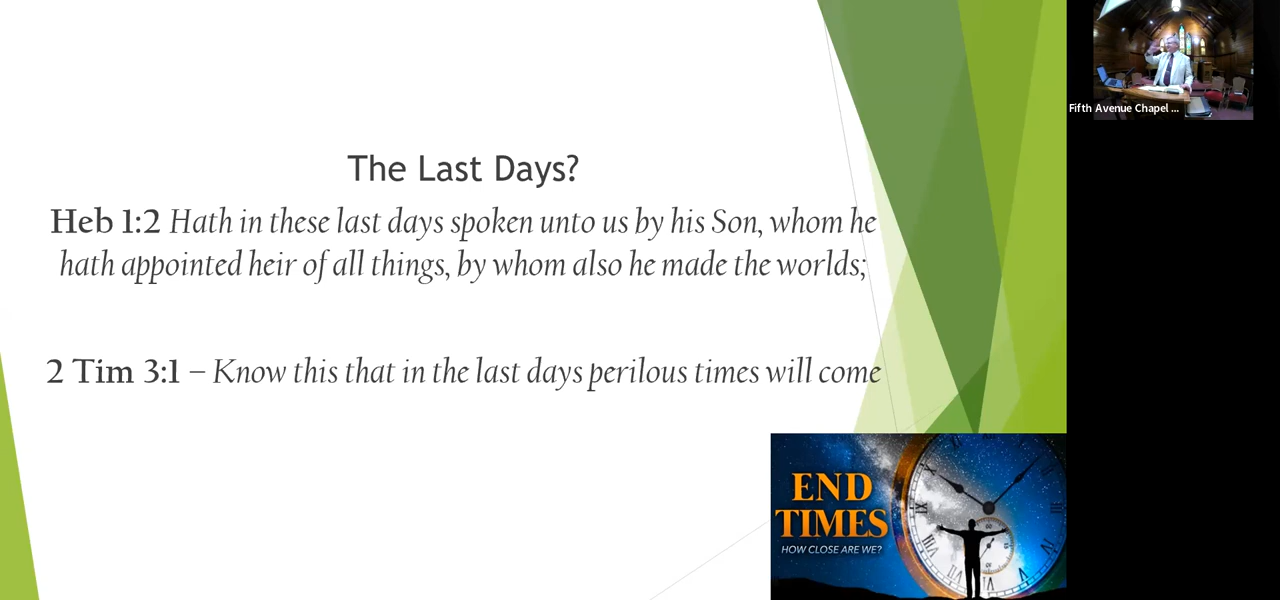 The Last Days?
Heb 1:2 Hath in these last days spoken unto us by his Son, whom he
hath appointed heir of all things, by whom also he made the worlds;
2 Tim 3:1 – Know this that in the last days perilous times will come
END
TIMES
HOW CLOSE ARE WE?
Fifth Avenue Chapel ...